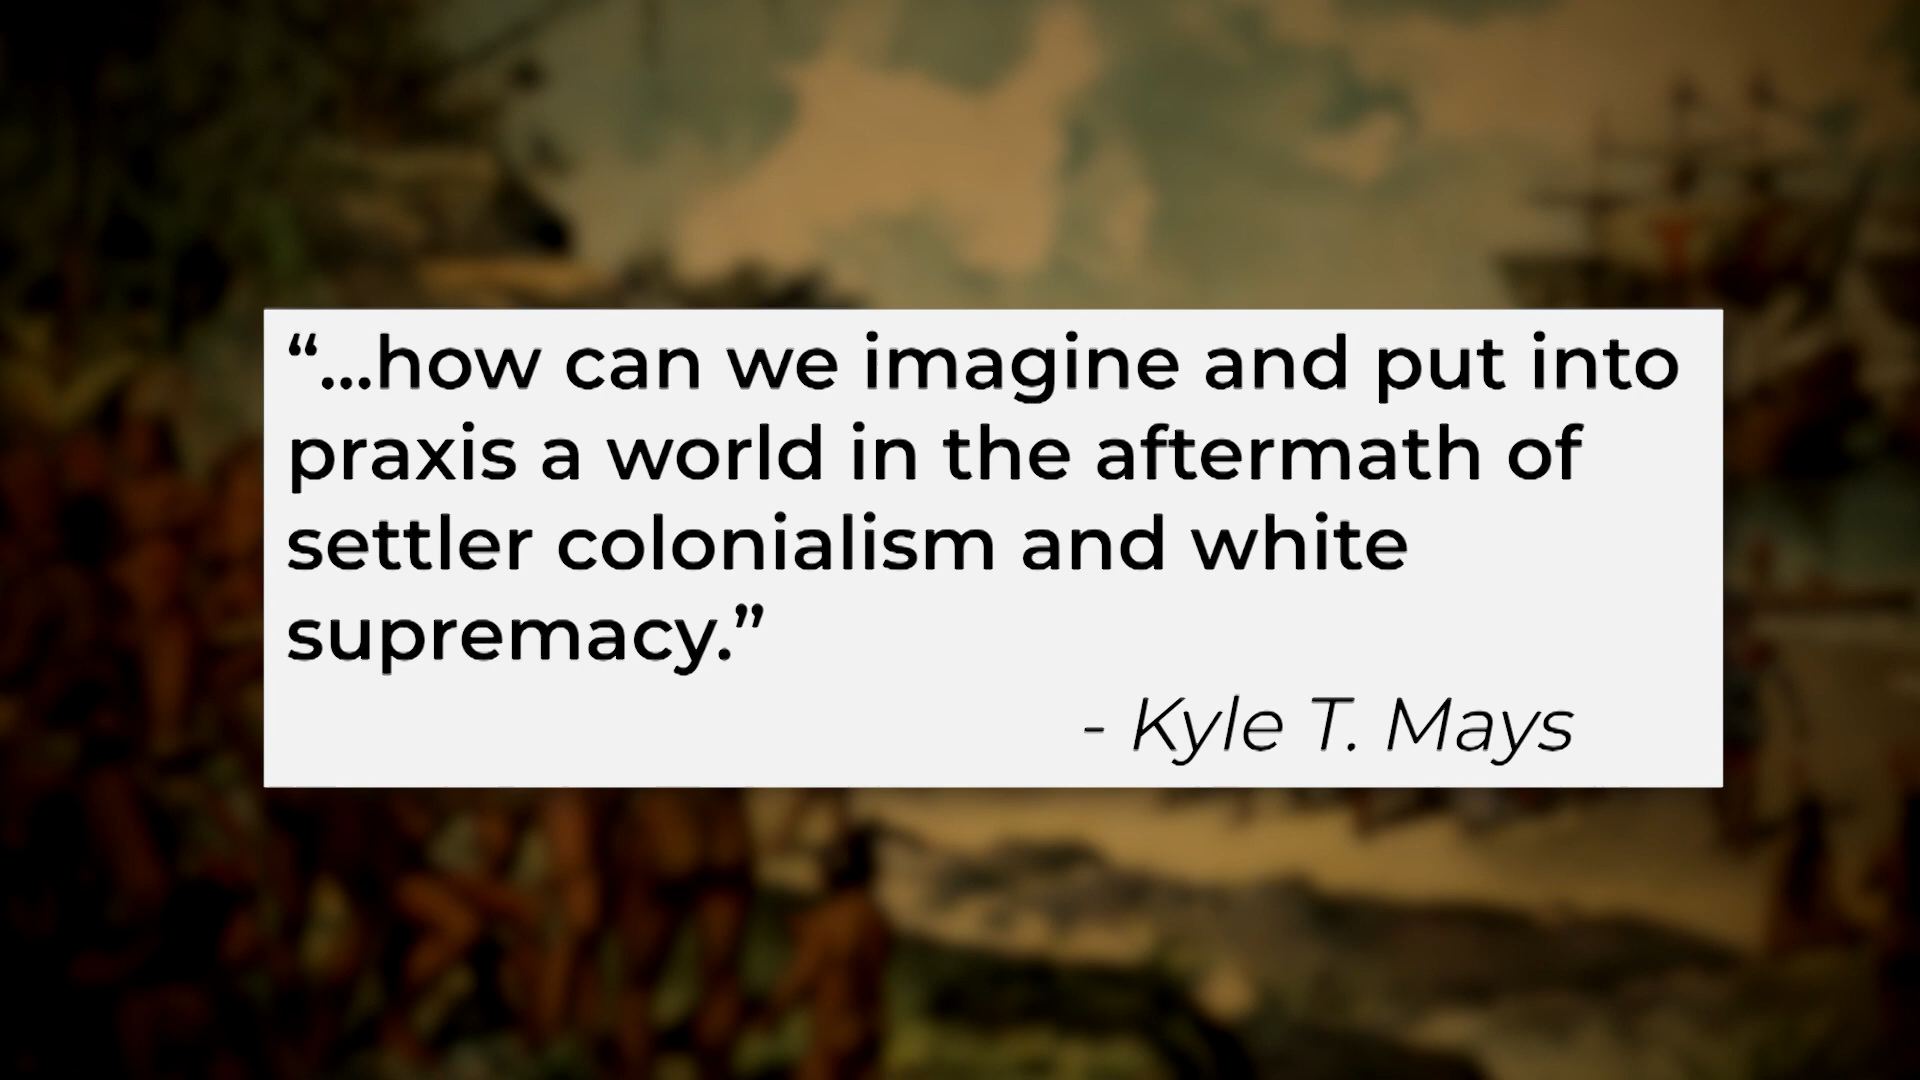 “...how can we imagine and put into
praxis a world in the aftermath of
settler colonialism and white
supremacy.”
- Kyle T. Mays